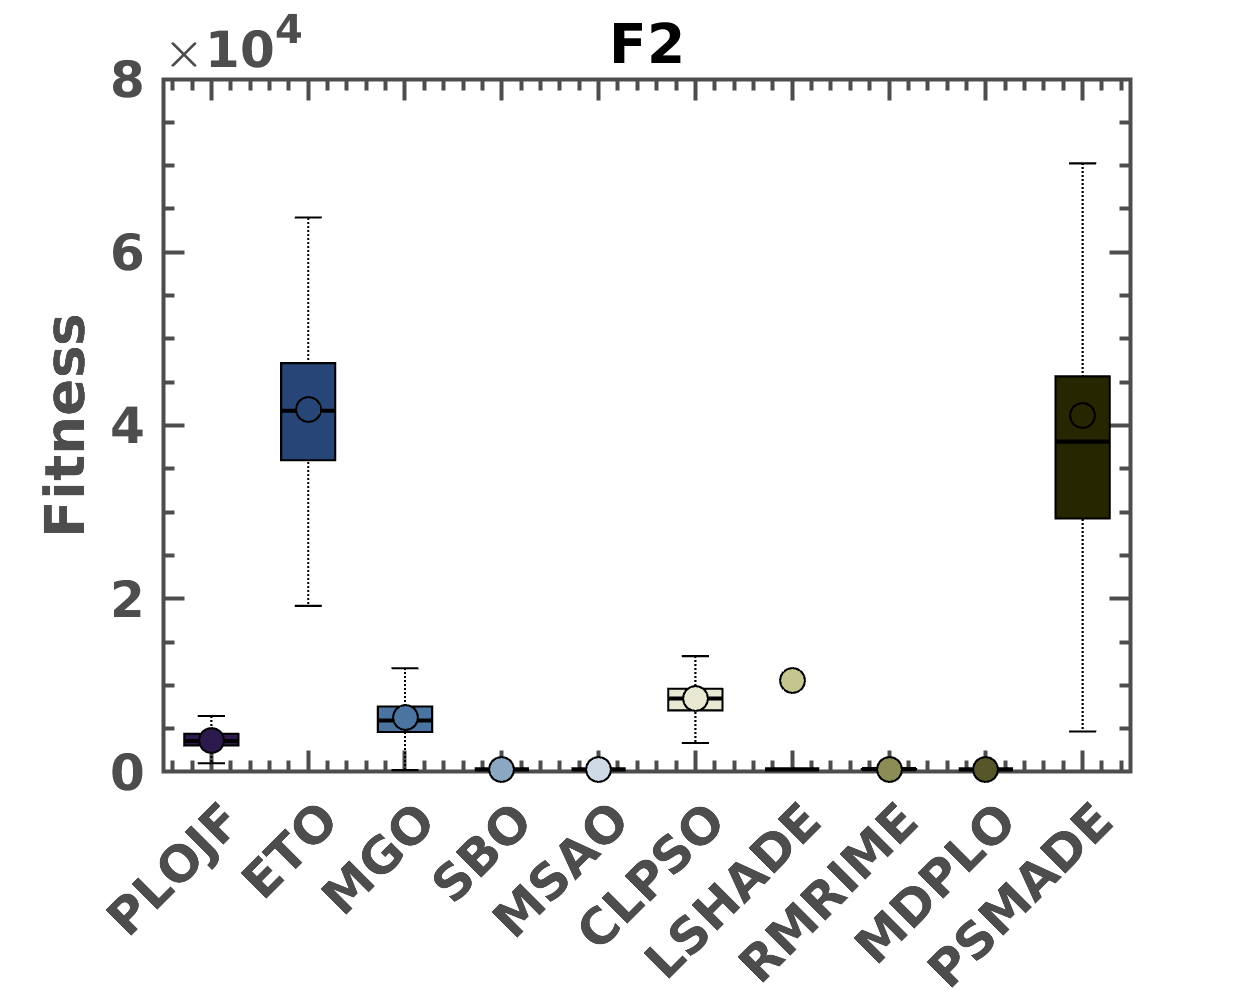 F2
×10⁴
8
6
4
2
0
Fitness
PLOJF
ETO
MGO
SBO
MSAO
CLPSO
LSHADE
RMRIME
MDPLO
PSMADE